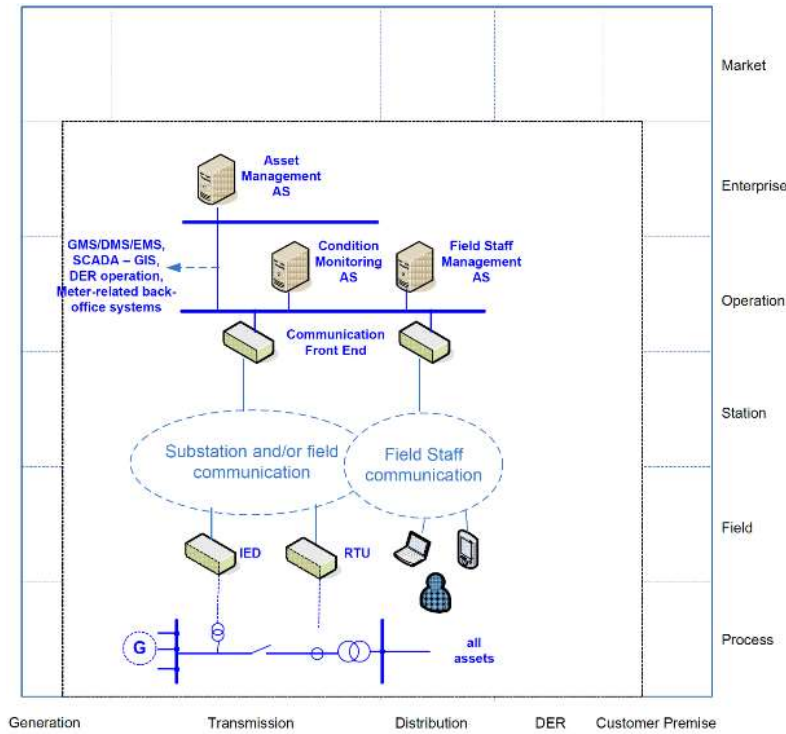 Market
Asset
Management
AS
Enterprise
GMS/DMS/EMS,
SCADA – GIS,
DER operation,
Meter-related back-
office systems
Condition
Monitoring
AS
Field Staff
Management
AS
Operation
Communication
Front End
Station
Substation and/or field
communication
Field Staff
communication
Field
IED
RTU
G
all
assets
Process
Generation
Transmission
Distribution
DER
Customer Premise